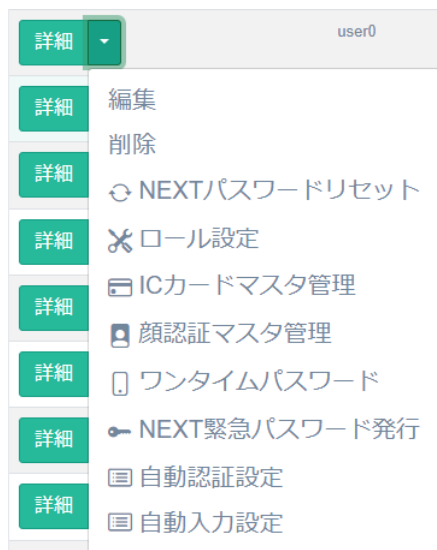 詳細 user0
詳細 編集
削除
詳細 NEXTパスワードリセット
詳細 ロール設定
詳細 ICカードマスタ管理
顔認証マスタ管理
詳細 ワンタイムパスワード
詳細 NEXT緊急パスワード発行
自動認証設定
詳細 自動入力設定